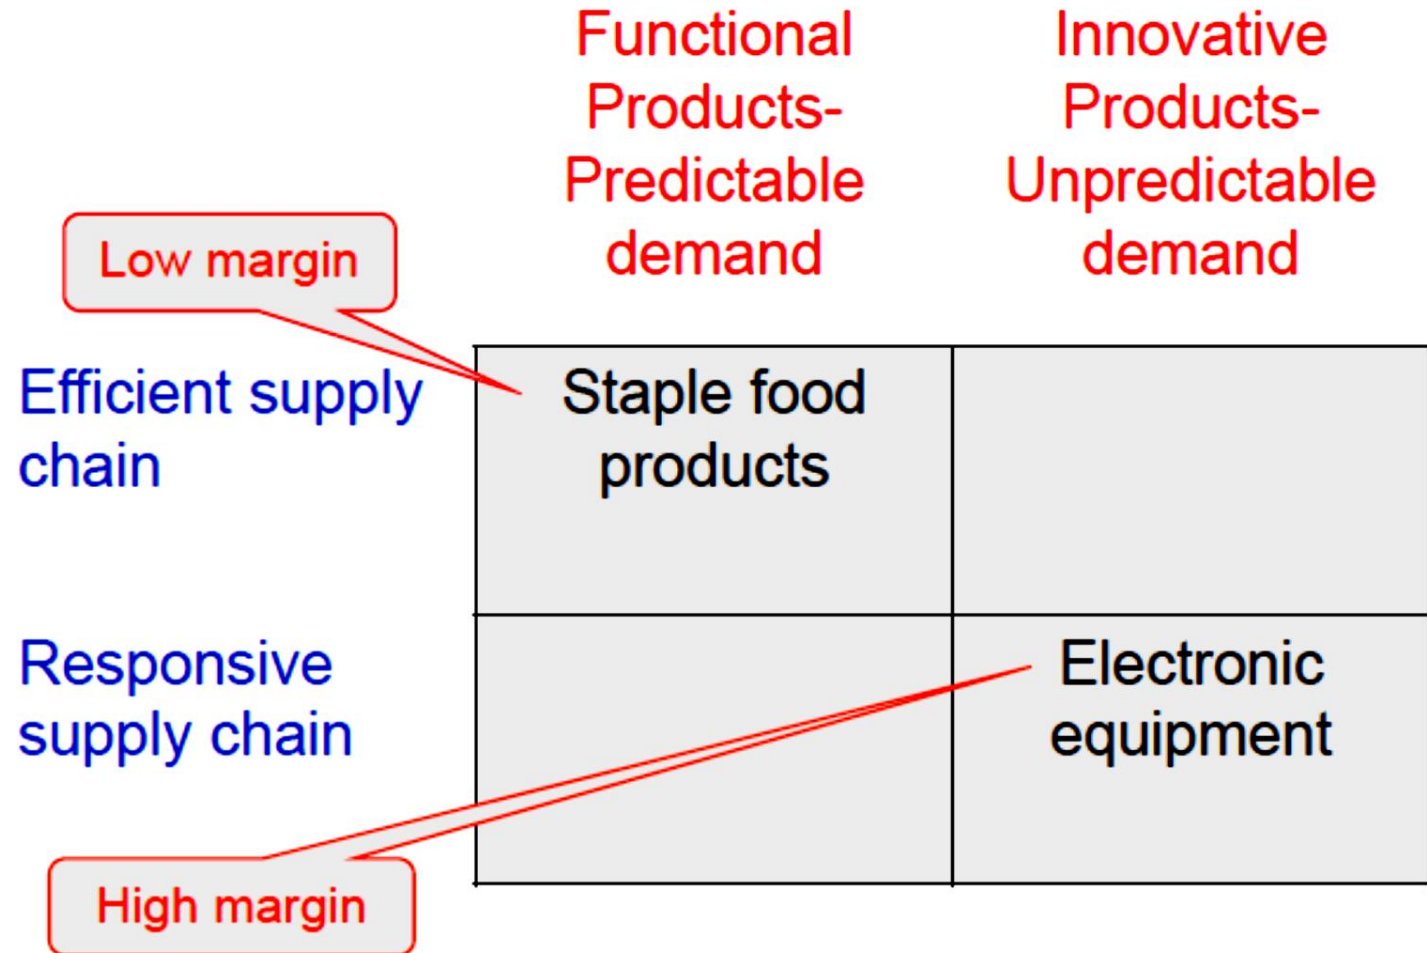 Functional
Products-
Predictable
demand
Innovative
Products-
Unpredictable
demand
Low margin
Efficient supply
chain
Staple food
products
Responsive
supply chain
Electronic
equipment
High margin